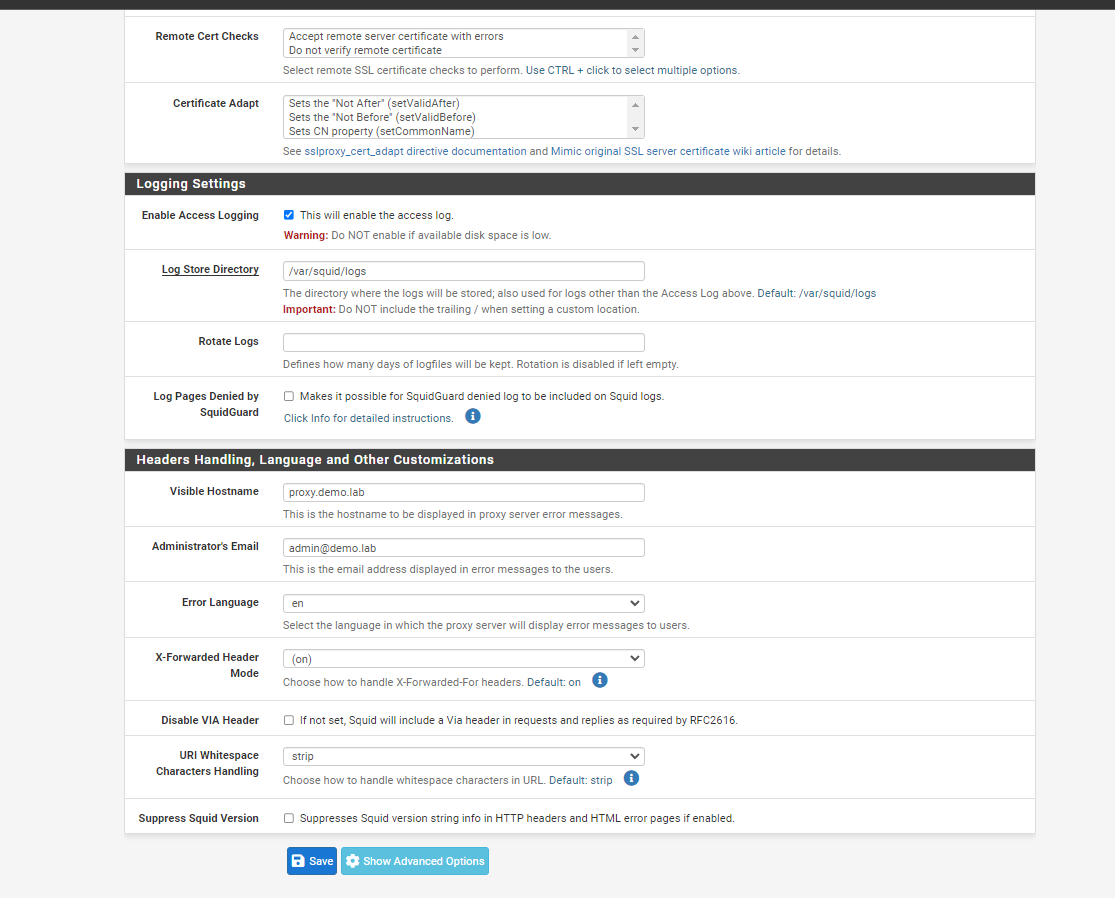 Remote Cert Checks
Accept remote server certificate with errors
Do not verify remote certificate
Select remote SSL certificate checks to perform. Use CTRL + click to select multiple options.
Certificate Adapt
Sets the "Not After" (setValidAfter)
Sets the "Not Before" (setValidBefore)
Sets CN property (setCommonName)
See sslproxy_cert_adapt directive documentation and Mimic original SSL server certificate wiki article for details.
Logging Settings
Enable Access Logging
This will enable the access log.
Warning: Do NOT enable if available disk space is low.
Log Store Directory
/var/squid/logs
The directory where the logs will be stored; also used for logs other than the Access Log above. Default: /var/squid/logs
Important: Do NOT include the trailing / when setting a custom location.
Rotate Logs
Defines how many days of logfiles will be kept. Rotation is disabled if left empty.
Log Pages Denied by
SquidGuard
Makes it possible for SquidGuard denied log to be included on Squid logs.
Click Info for detailed instructions.
Headers Handling, Language and Other Customizations
Visible Hostname
proxy.demo.lab
This is the hostname to be displayed in proxy server error messages.
Administrator's Email
admin@demo.lab
This is the email address displayed in error messages to the users.
Error Language
en
Select the language in which the proxy server will display error messages to users.
X-Forwarded Header
Mode
(on)
Choose how to handle X-Forwarded-For headers. Default: on
Disable VIA Header
If not set, Squid will include a Via header in requests and replies as required by RFC2616.
URI Whitespace
Characters Handling
strip
Choose how to handle whitespace characters in URL. Default: strip
Suppress Squid Version
Suppresses Squid version string info in HTTP headers and HTML error pages if enabled.
Save
Show Advanced Options